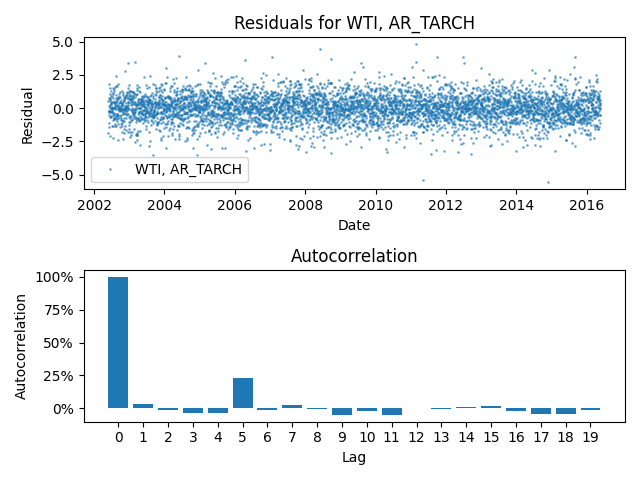 Residuals for WTI, AR_TARCH
5.0
2.5
0.0
−2.5
−5.0
Residual
WTI, AR_TARCH
2002 2004 2006 2008 2010 2012 2014 2016
Date
Autocorrelation
100%
75%
50%
25%
0%
Autocorrelation
0 1 2 3 4 5 6 7 8 9 10 11 12 13 14 15 16 17 18 19
Lag